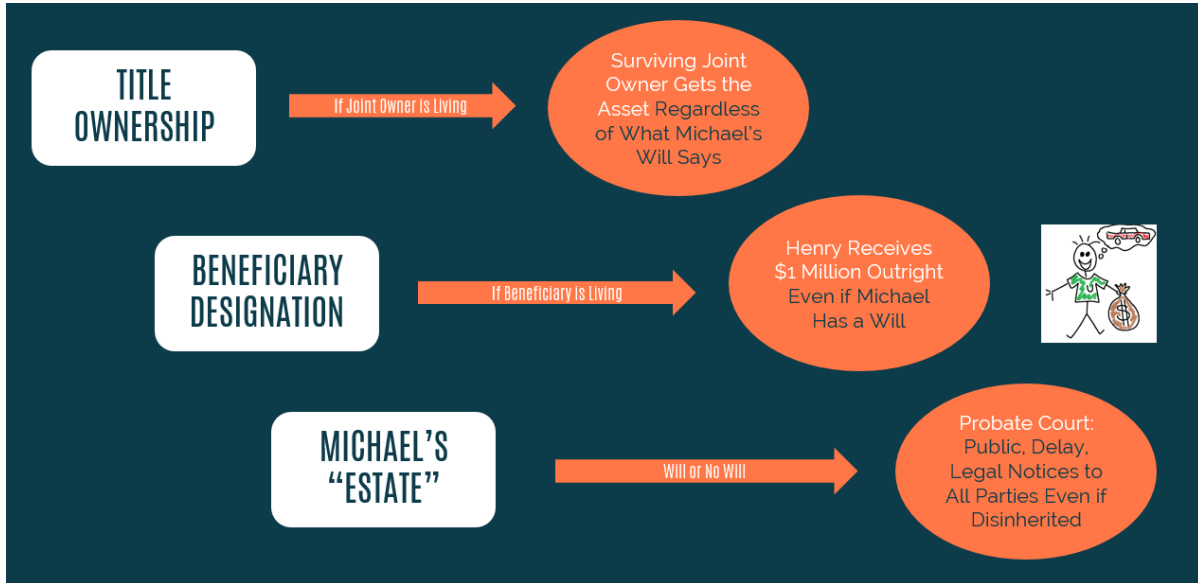 TITLE
OWNERSHIP
If Joint Owner is Living
Surviving Joint
Owner Gets the
Asset Regardless
of What Michael's
Will Says
BENEFICIARY
DESIGNATION
If Beneficiary is Living
Henry Receives
$1 Million Outright
Even if Michael
Has a Will
U
$
MICHAEL'S
“ESTATE”
Will or No Will
Probate Court:
Public, Delay,
Legal Notices to
All Parties Even if
Disinherited